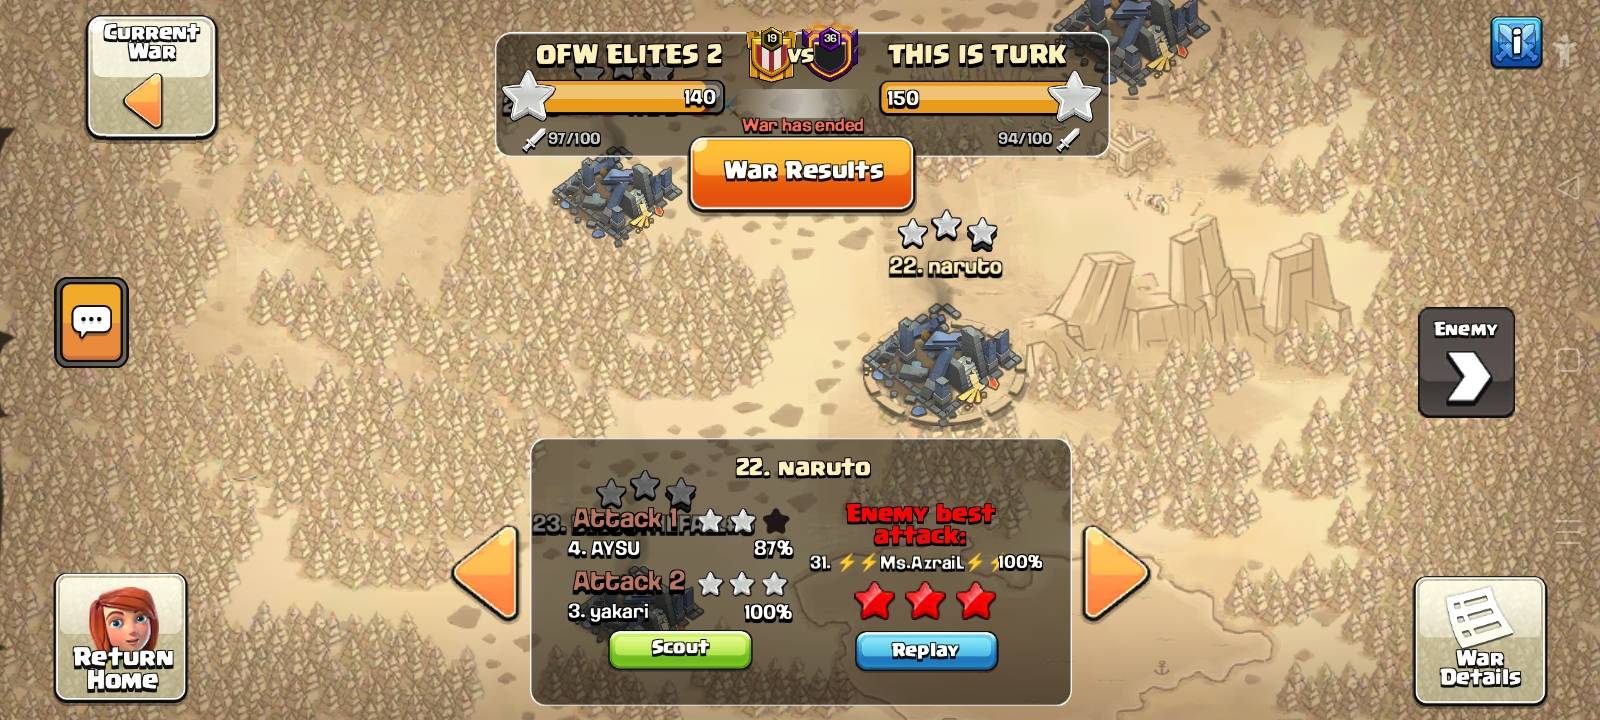 Current
War
OFW ELITES 2
19
VS
36
THIS IS TURK
140
150
War has ended
97/100
94/100
War Results
22. naruto
Enemy
22. naruto
23.
Attack 1
4. AYSU
87%
Attack 2
3. yakari
100%
Scout
Enemy best
attack:
31. ⚡⚡Ms.AzraiL⚡⚡
100%
Replay
Return
Home
War
Details